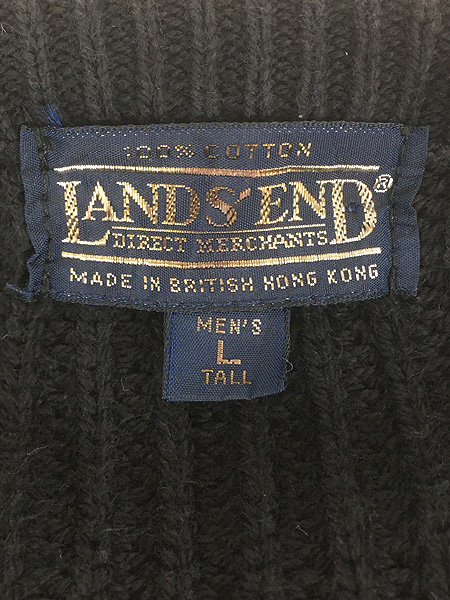 100% COTTON
LANDS' END®
DIRECT MERCHANTS
MADE IN BRITISH HONG KONG
MEN'S
L
TALL